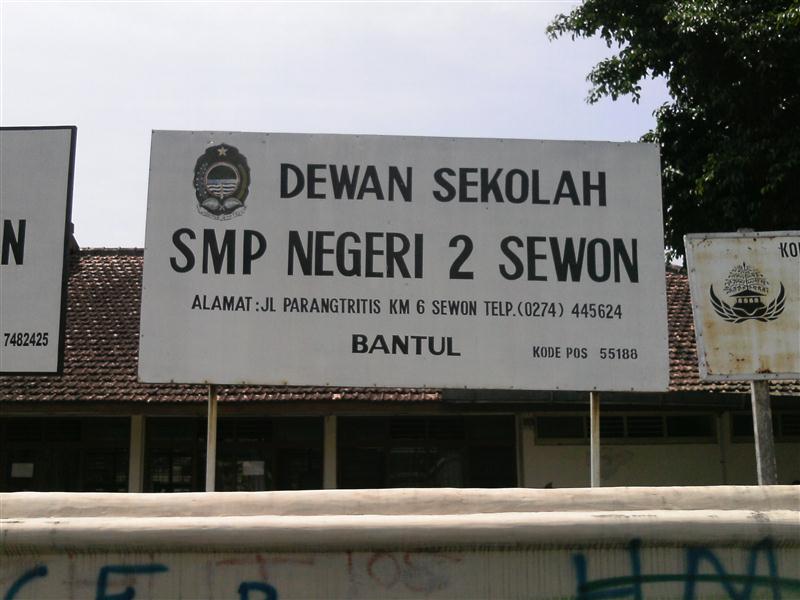 DEWAN SEKOLAH
SMP NEGERI 2 SEWON
ALAMAT:JL PARANGTRITIS KM 6 SEWON TELP.(0274) 445624
BANTUL
KODE POS 55188
N
7482425
KO